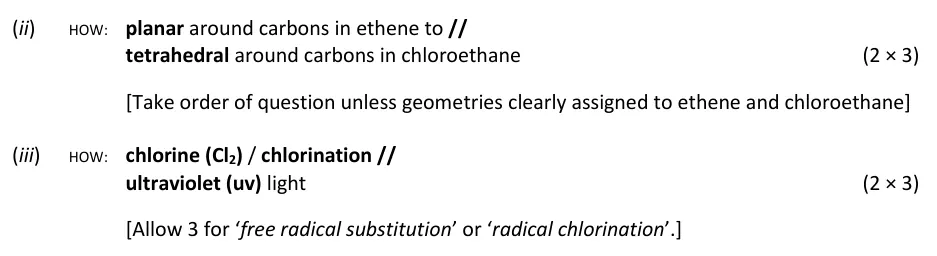 (ii) HOW: planar around carbons in ethene to //
tetrahedral around carbons in chloroethane (2 × 3)
[Take order of question unless geometries clearly assigned to ethene and chloroethane]
(iii) HOW: chlorine (Cl₂) / chlorination //
ultraviolet (uv) light (2 × 3)
[Allow 3 for ‘free radical substitution’ or ‘radical chlorination’.]